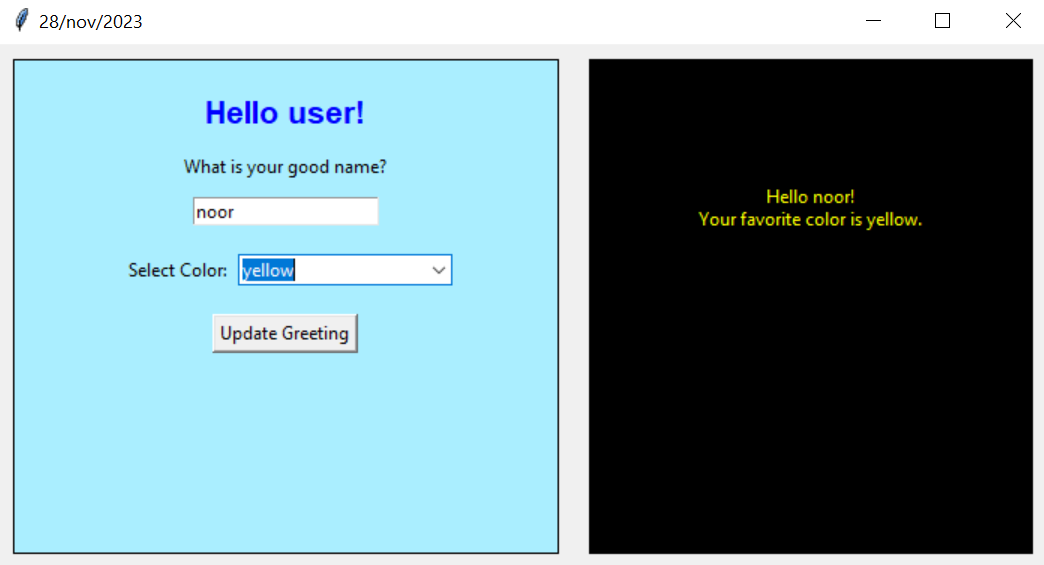 28/nov/2023
Hello user!
What is your good name?
noor
Select Color: yellow
Update Greeting
Hello noor!
Your favorite color is yellow.